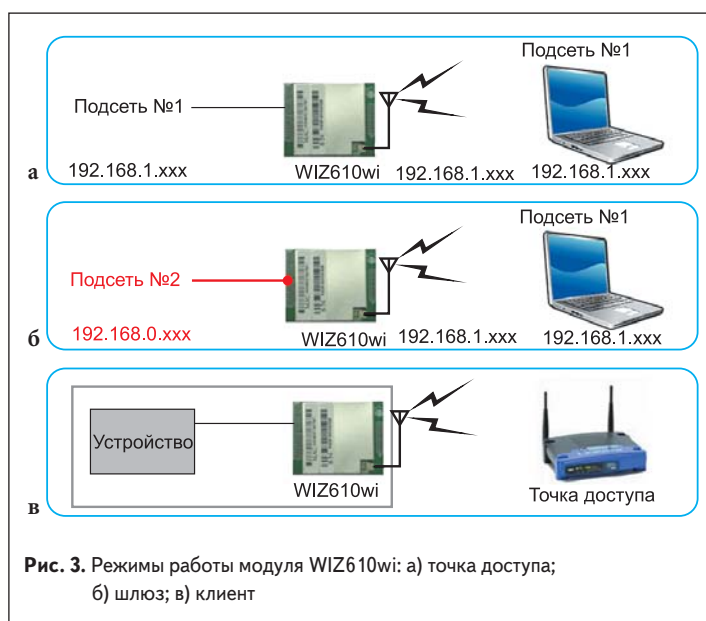 Подсеть №1
Подсеть №1
192.168.1.xxx
WIZ610wi
192.168.1.xxx
192.168.1.xxx
а
Подсеть №1
Подсеть №2
192.168.0.xxx
WIZ610wi
192.168.1.xxx
192.168.1.xxx
б
Устройство
WIZ610wi
Точка доступа
в
Рис. 3. Режимы работы модуля WIZ610wi: а) точка доступа;
б) шлюз; в) клиент